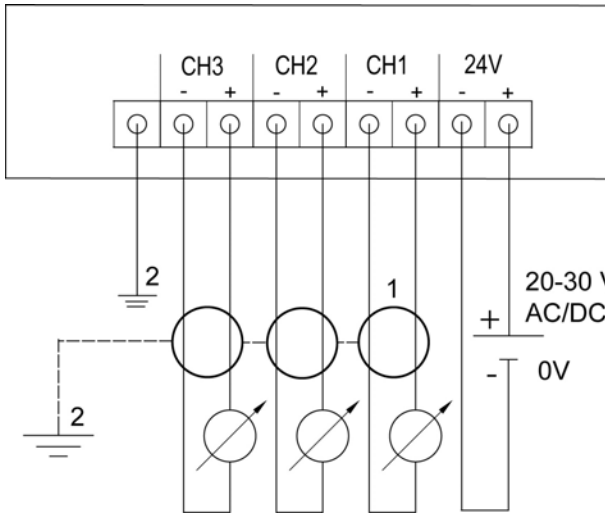 CH3 CH2 CH1 24V
- + - + - + - +
2
1
20-30 V
AC/DC
+
- 0V
2